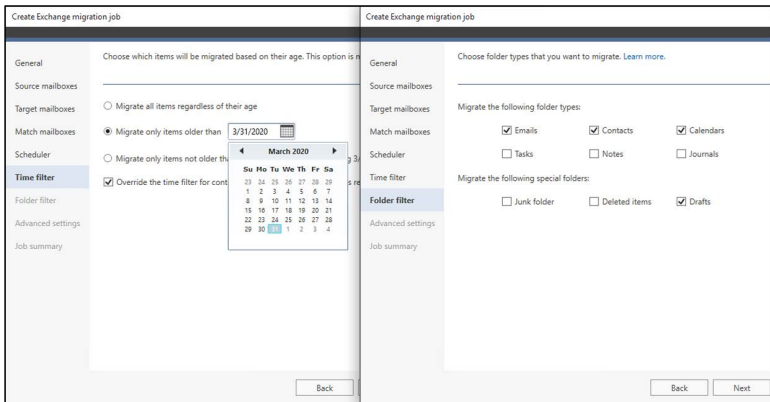 Create Exchange migration job
Choose which items will be migrated based on their age. This option is
General
Source mailboxes
Target mailboxes
Match mailboxes
Scheduler
Time filter
Folder filter
Advanced settings
Job summary
Migrate all items regardless of their age
Migrate only items older than 3/31/2020
March 2020
Su Mo Tu We Th Fr Sa
23 24 25 26 27 28 29
1 2 3 4 5 6 7
8 9 10 11 12 13 14
15 16 17 18 19 20 21
22 23 24 25 26 27 28
29 30 31 1 2 3 4
Migrate only items not older
Override the time filter for
Back
Create Exchange migration job
Choose folder types that you want to migrate. Learn more.
General
Source mailboxes
Target mailboxes
Match mailboxes
Scheduler
Time filter
Folder filter
Advanced settings
Job summary
Migrate the following folder types:
Emails Contacts Calendars
Tasks Notes Journals
Migrate the following special folders:
Junk folder Deleted items Drafts
Back Next